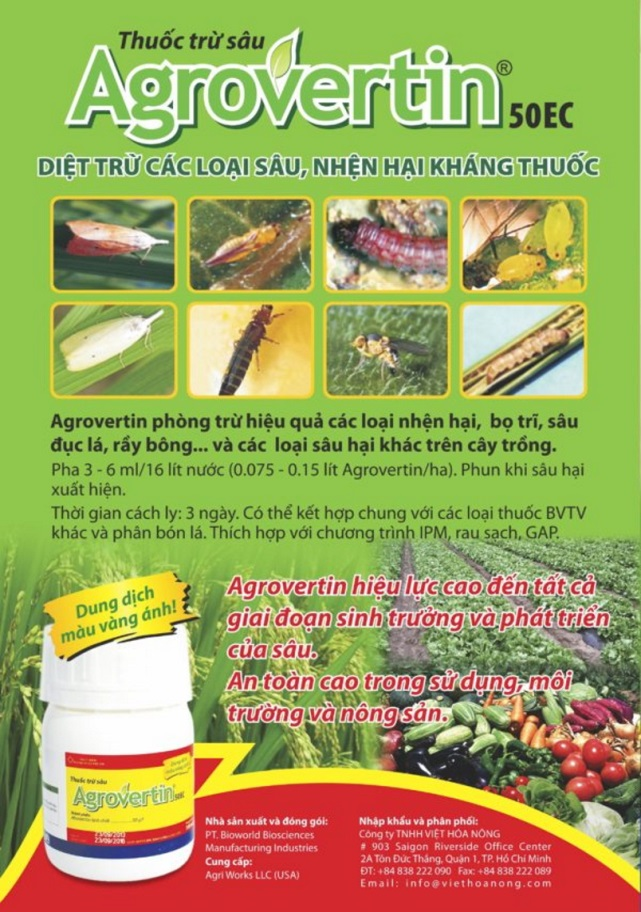 Thuốc trừ sâu
Agrovertin®
50EC
DIỆT TRỪ CÁC LOẠI SÂU, NHỆN HẠI KHÁNG THUỐC
Agrovertin phòng trừ hiệu quả các loại nhện hại, bọ trĩ, sâu
đục lá, rầy bông... và các loại sâu hại khác trên cây trồng.
Pha 3 - 6 ml/16 lít nước (0.075 - 0.15 lít Agrovertin/ha). Phun khi sâu hại
xuất hiện.
Thời gian cách ly: 3 ngày. Có thể kết hợp chung với các loại thuốc BVTV
khác và phân bón lá. Thích hợp với chương trình IPM, rau sạch, GAP.
Agrovertin hiệu lực cao đến tất cả
giai đoạn sinh trưởng và phát triển
của sâu.
An toàn cao trong sử dụng, môi
trường và nông sản.
Dung dịch
màu vàng ánh!
Thuốc trừ sâu
Agrovertin 50EC
23/09/2013
23/09/2016
Nhà sản xuất và đóng gói:
PT. Bioworld Biosciences
Manufacturing Industries
Cung cấp:
Agri Works LLC (USA)
Nhập khẩu và phân phối:
Công ty TNHH VIỆT HÓA NÔNG
# 903 Saigon Riverside Office Center
2A Tôn Đức Thắng, Quận 1, TP. Hồ Chí Minh
ĐT: +84 838 222 090 Fax: +84 838 222 089
Email: info@viethoanong.com